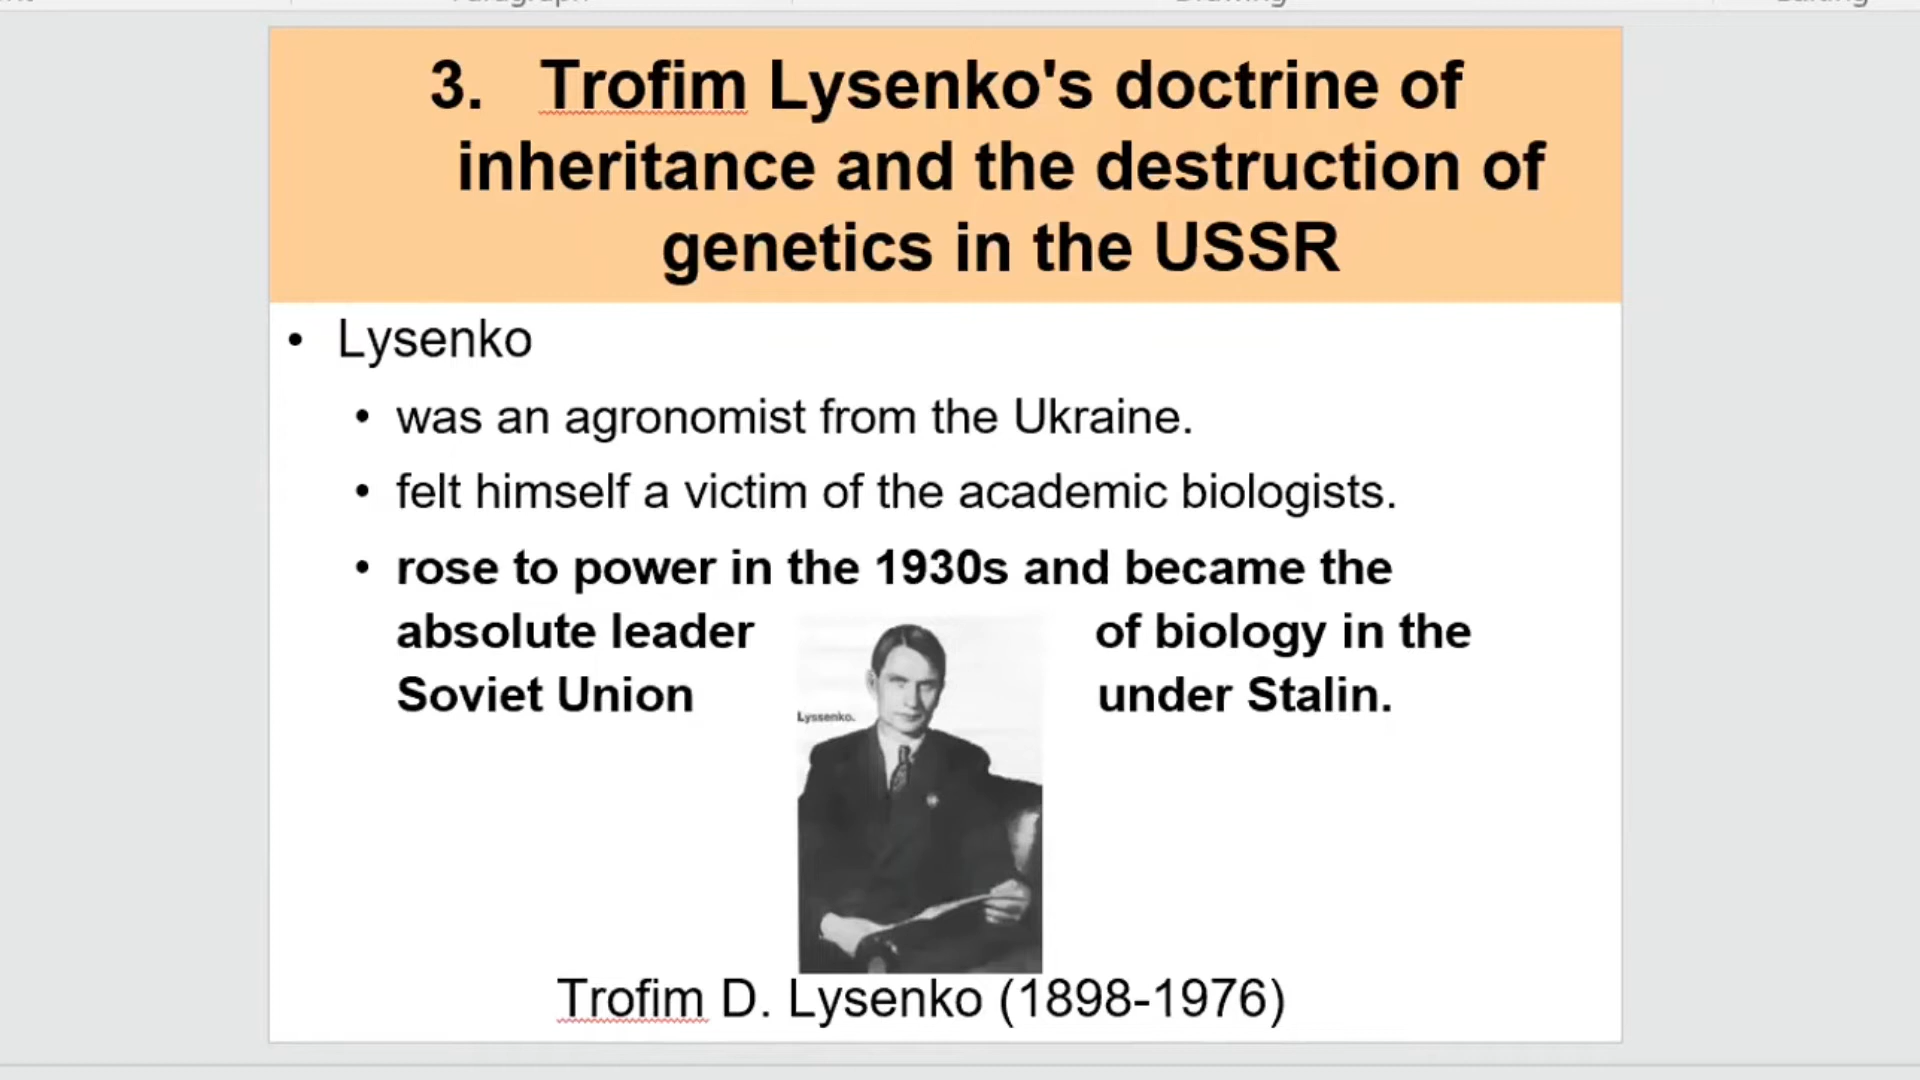 3. Trofim Lysenko's doctrine of
inheritance and the destruction of
genetics in the USSR
• Lysenko
• was an agronomist from the Ukraine.
• felt himself a victim of the academic biologists.
• rose to power in the 1930s and became the
absolute leader of biology in the
Soviet Union under Stalin.
Lyssenko.
Trofim D. Lysenko (1898-1976)